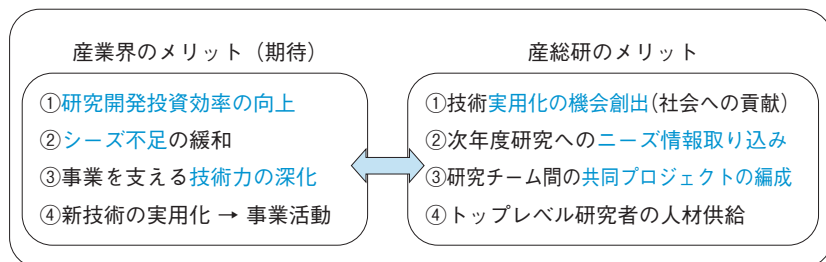 産業界のメリット（期待）
①研究開発投資効率の向上
②シーズ不足の緩和
③事業を支える技術力の深化
④新技術の実用化 → 事業活動
産総研のメリット
①技術実用化の機会創出(社会への貢献)
②次年度研究へのニーズ情報取り込み
③研究チーム間の共同プロジェクトの編成
④トップレベル研究者の人材供給